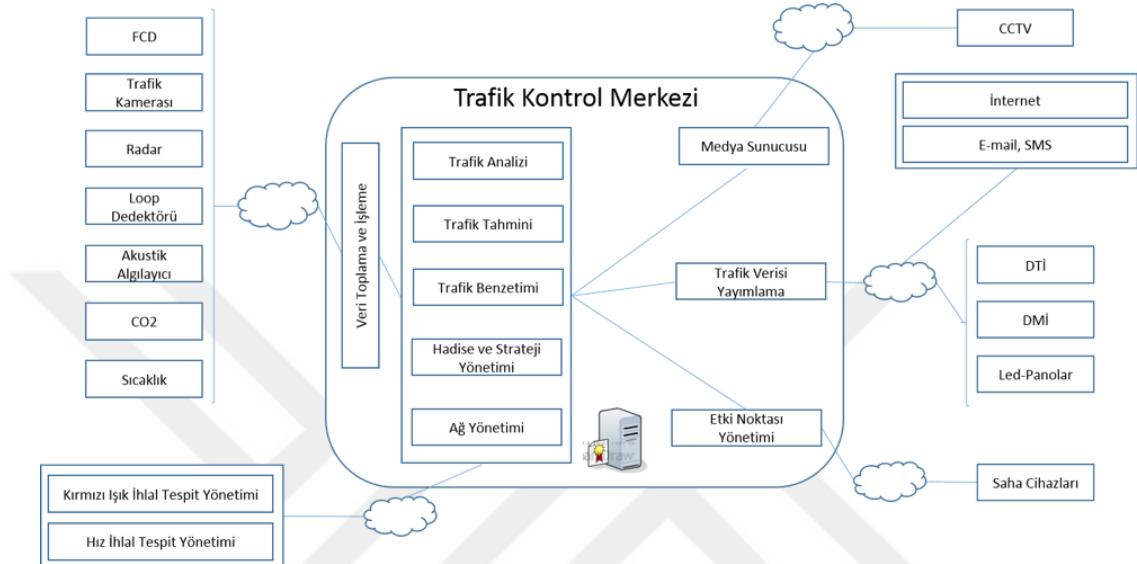 FCD
Trafik
Kamerası
Radar
Loop
Dedektörü
Akustik
Algılayıcı
CO2
Sıcaklık
Kırmızı Işık İhlal Tespit Yönetimi
Hız İhlal Tespit Yönetimi
Trafik Kontrol Merkezi
Veri Toplama ve İşleme
Trafik Analizi
Trafik Tahmini
Trafik Benzetimi
Hadise ve Strateji
Yönetimi
Ağ Yönetimi
Medya Sunucusu
Trafik Verisi
Yayımlama
Etki Noktası
Yönetimi
CCTV
İnternet
E-mail, SMS
DTİ
DMİ
Led-Panolar
Saha Cihazları